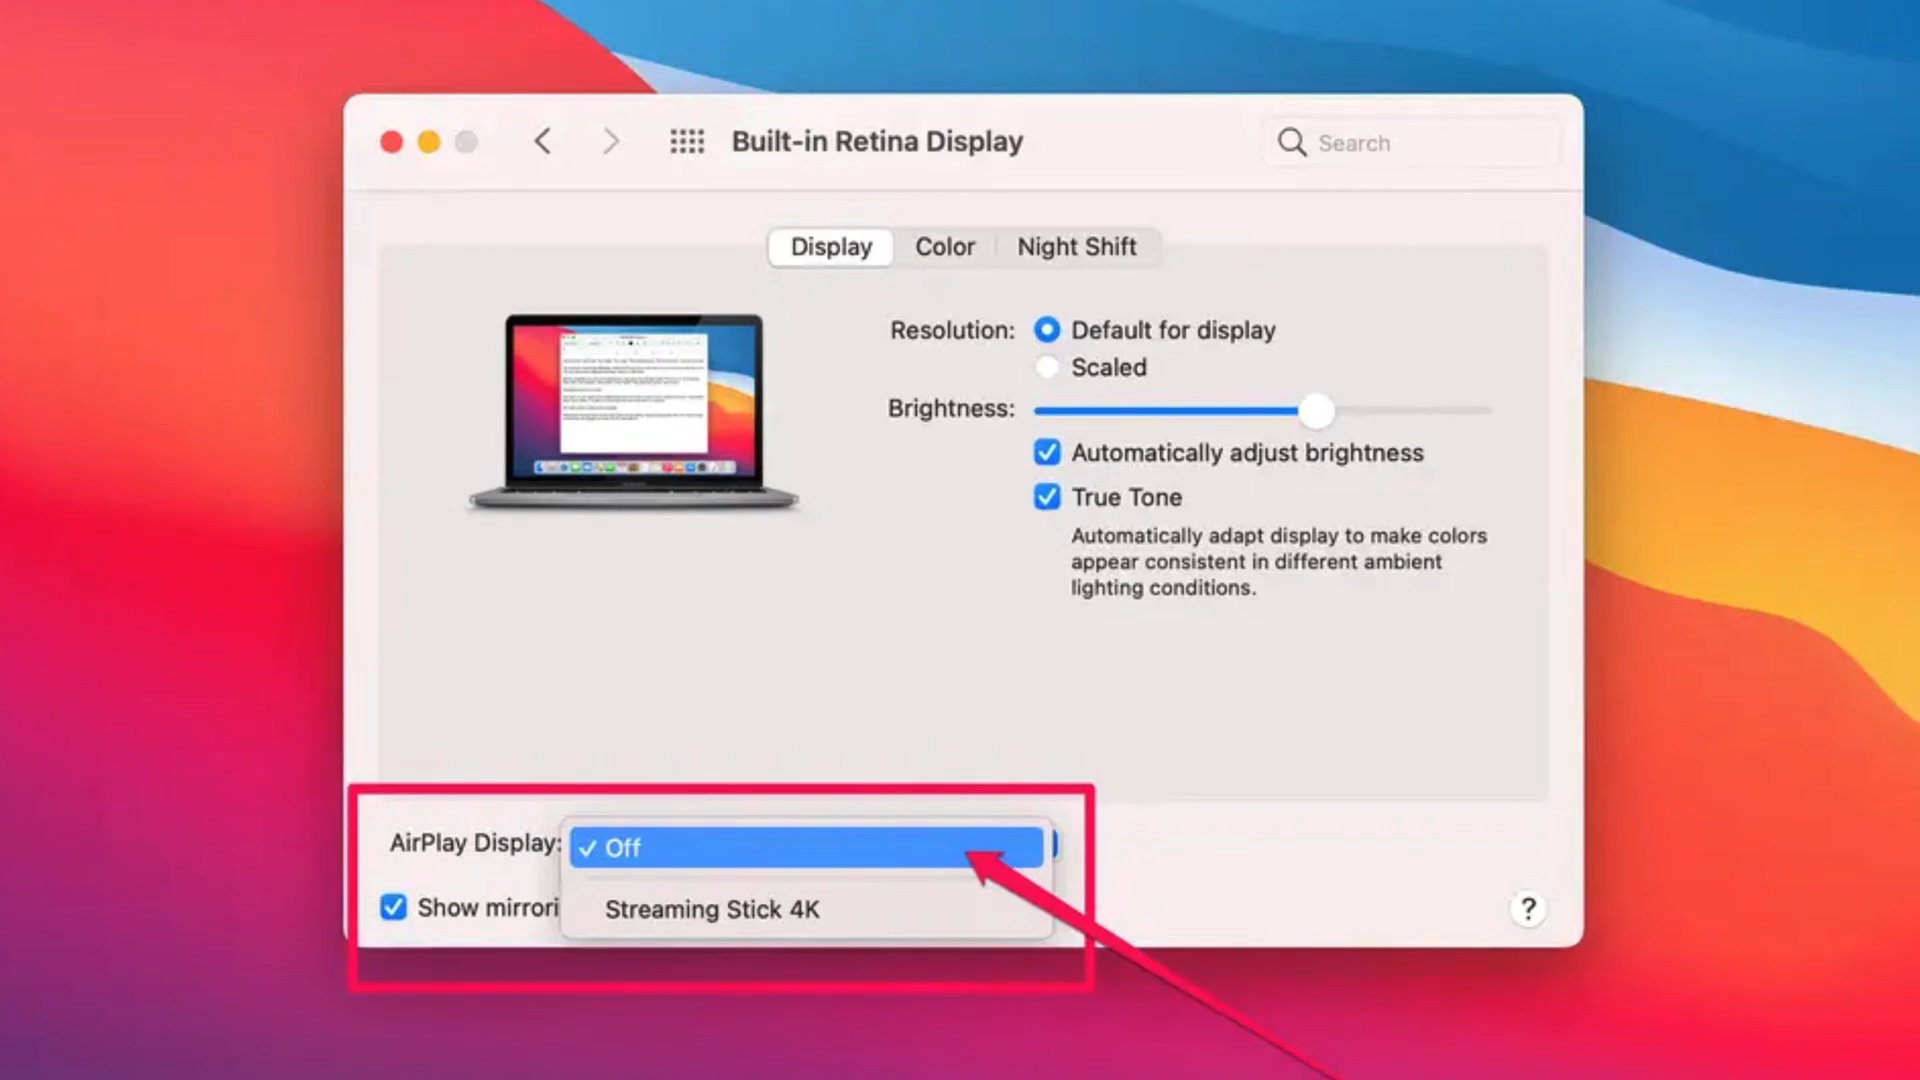 Built-in Retina Display
Search
Display Color Night Shift
Resolution: Default for display
Scaled
Brightness:
Automatically adjust brightness
True Tone
Automatically adapt display to make colors
appear consistent in different ambient
lighting conditions.
AirPlay Display: ✓ Off
Show mirrori
Streaming Stick 4K
?